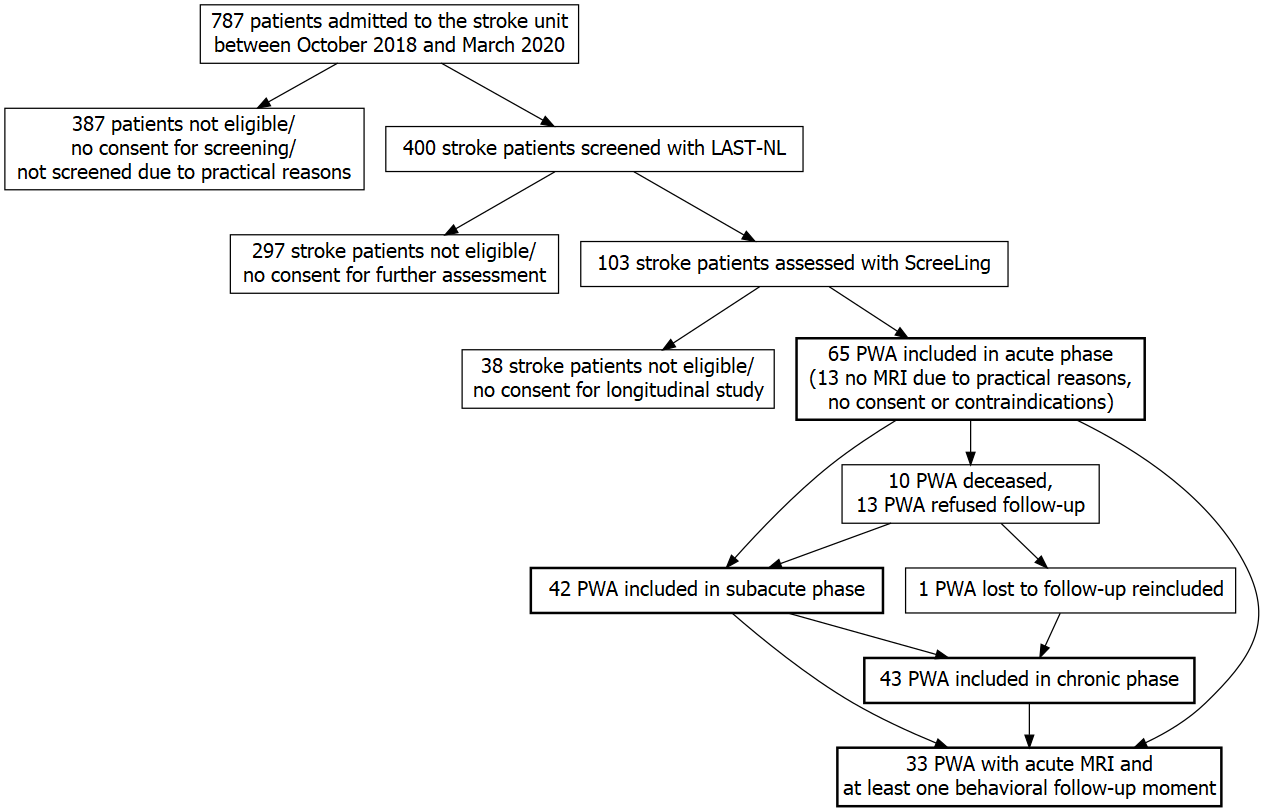 787 patients admitted to the stroke unit
between October 2018 and March 2020
387 patients not eligible/
no consent for screening/
not screened due to practical reasons
400 stroke patients screened with LAST-NL
297 stroke patients not eligible/
no consent for further assessment
103 stroke patients assessed with ScreeLing
38 stroke patients not eligible/
no consent for longitudinal study
65 PWA included in acute phase
(13 no MRI due to practical reasons,
no consent or contraindications)
10 PWA deceased,
13 PWA refused follow-up
42 PWA included in subacute phase
1 PWA lost to follow-up reincluded
43 PWA included in chronic phase
33 PWA with acute MRI and
at least one behavioral follow-up moment